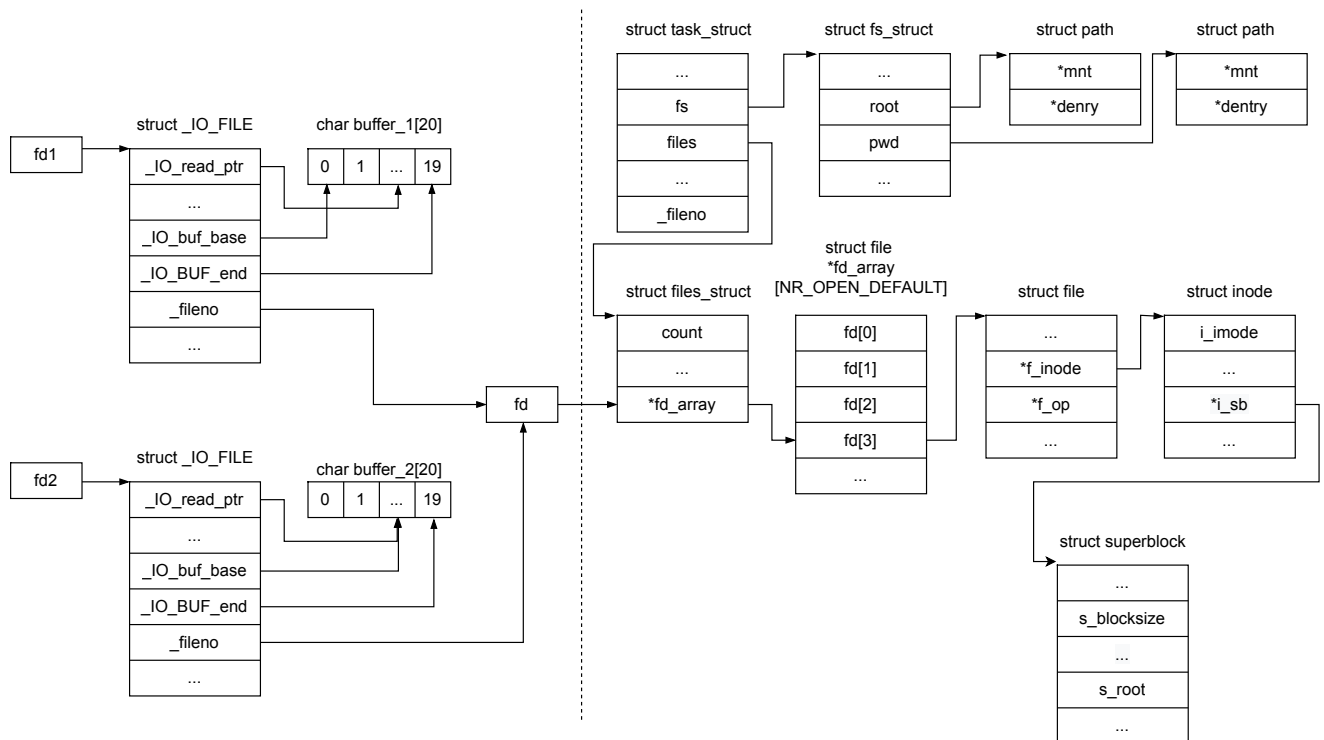 struct task_struct
...
fs
files
...
_fileno
struct fs_struct
...
root
pwd
...
struct path
*mnt
*denry
struct path
*mnt
*dentry
fd1
struct _IO_FILE
_IO_read_ptr
...
_IO_buf_base
_IO_BUF_end
_fileno
...
char buffer_1[20]
0 1 ... 19
fd
fd2
struct _IO_FILE
_IO_read_ptr
...
_IO_buf_base
_IO_BUF_end
_fileno
...
char buffer_2[20]
0 1 ... 19
struct files_struct
count
...
*fd_array
struct file
*fd_array
[NR_OPEN_DEFAULT]
fd[0]
fd[1]
fd[2]
fd[3]
...
struct file
...
*f_inode
*f_op
...
struct inode
i_imode
...
*i_sb
...
struct superblock
...
s_blocksize
...
s_root
...